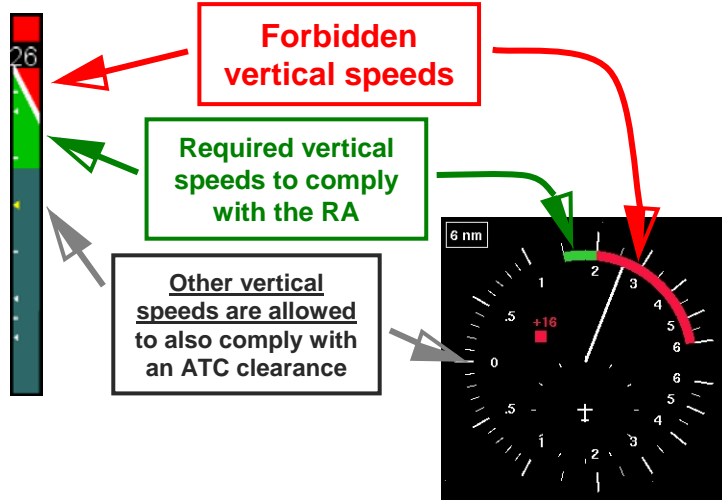 26
Forbidden
vertical speeds
Required vertical
speeds to comply
with the RA
Other vertical
speeds are allowed
to also comply with
an ATC clearance
6 nm
1
2
3
.5
4
+16
5
6
0
6
.5
5
4
1
2
3